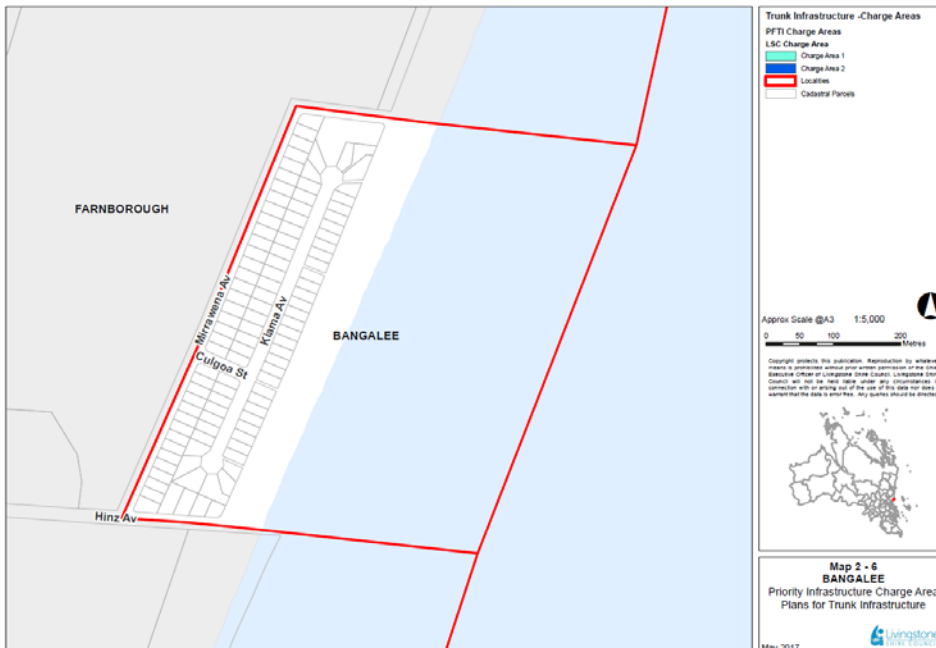 Trunk Infrastructure -Charge Areas
PFTI Charge Areas
LSC Charge Area
Charge Area 1
Charge Area 2
Localities
Cadastral Parcels
FARNBOROUGH
BANGALEE
Mirrawena Av
Kiama Av
Culgoa St
Hinz Av
Approx Scale @A3 1:5,000
0 50 100 200
Metres
Copyright protects this publication. Reproduction by whatever
means is prohibited without prior written permission of the Chie
Executive Officer of Livingstone Shire Council. Livingstone Shire
Council will not be held liable under any circumstances i
connection with or arising out of the use of this data nor does
warrant that the data is error free. Any queries should be directed
Map 2 - 6
BANGALEE
Priority Infrastructure Charge Area
Plans for Trunk Infrastructure
Livingstone
SHIRE COUNCIL
May 2017